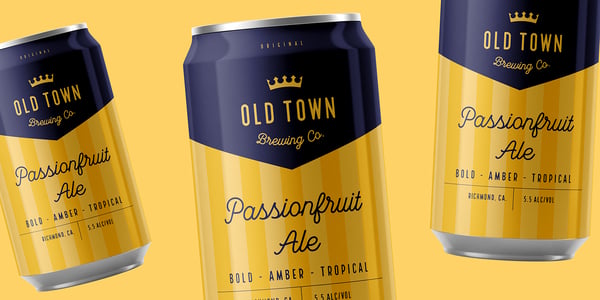 OLD TOWN
Brewing Co.
Passionfruit
Ale
BOLD - AMBER - TROPICAL
RICHMOND, CA.
5.5 ALC/VOL
ORIGINAL
OLD TOWN
Brewing Co.
Passionfruit
Ale
BOLD - AMBER - TROPICAL
RICHMOND, CA.
5.5 ALC/VOL
OLD TOWN
Brewing Co.
Passionfruit
Ale
BOLD - AMBER - TROPICAL
RICHMOND, CA.
5.5 ALC/VOL